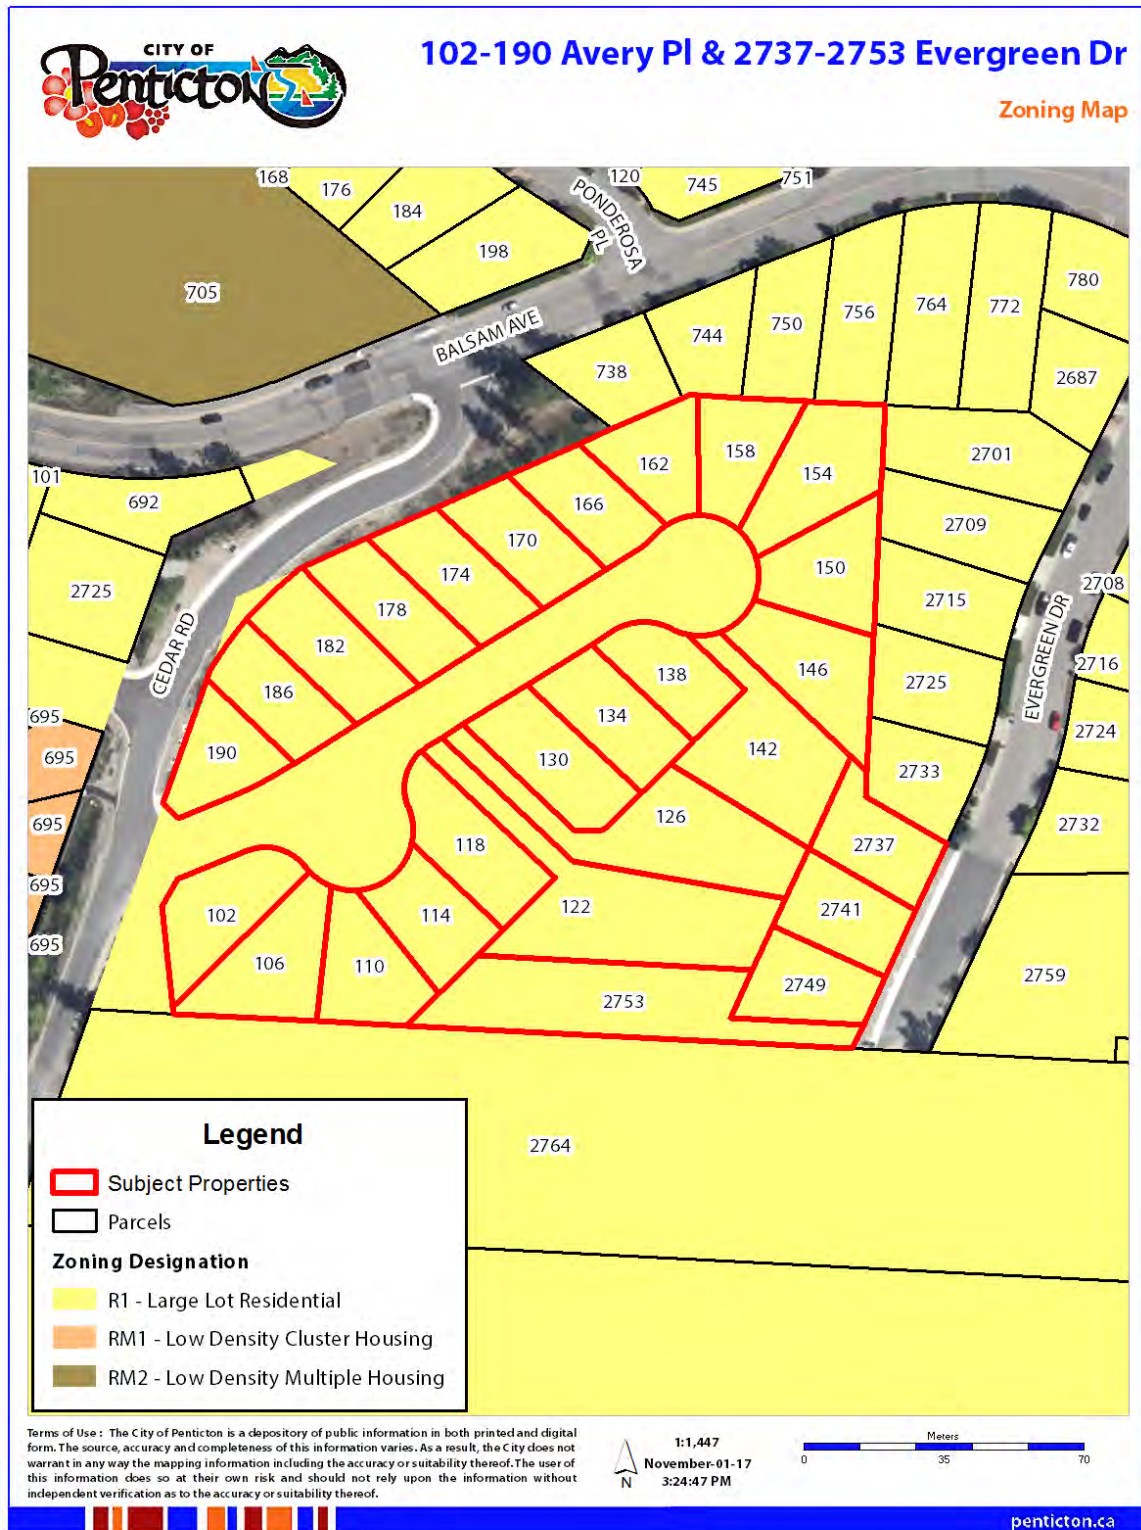 CITY OF
Penticton
102-190 Avery Pl & 2737-2753 Evergreen Dr
Zoning Map
168
176
184
198
705
PONDEROSA PL
120
745
751
BALSAM AVE
738
744
750
756
764
772
780
2687
101
692
2725
CEDAR RD
695
695
695
695
695
162
158
154
150
146
166
170
174
178
182
186
190
138
134
130
142
126
118
122
114
110
106
102
2701
2709
2715
2725
2733
2737
2741
2749
2753
EVERGREEN DR
2708
2716
2724
2732
2759
2764
Legend
Subject Properties
Parcels
Zoning Designation
R1 - Large Lot Residential
RM1 - Low Density Cluster Housing
RM2 - Low Density Multiple Housing
Terms of Use : The City of Penticton is a depository of public information in both printed and digital
form. The source, accuracy and completeness of this information varies. As a result, the City does not
warrant in any way the mapping information including the accuracy or suitability thereof. The user of
this information does so at their own risk and should not rely upon the information without
independent verification as to the accuracy or suitability thereof.
N
1:1,447
November-01-17
3:24:47 PM
Meters
0 35 70
penticton.ca